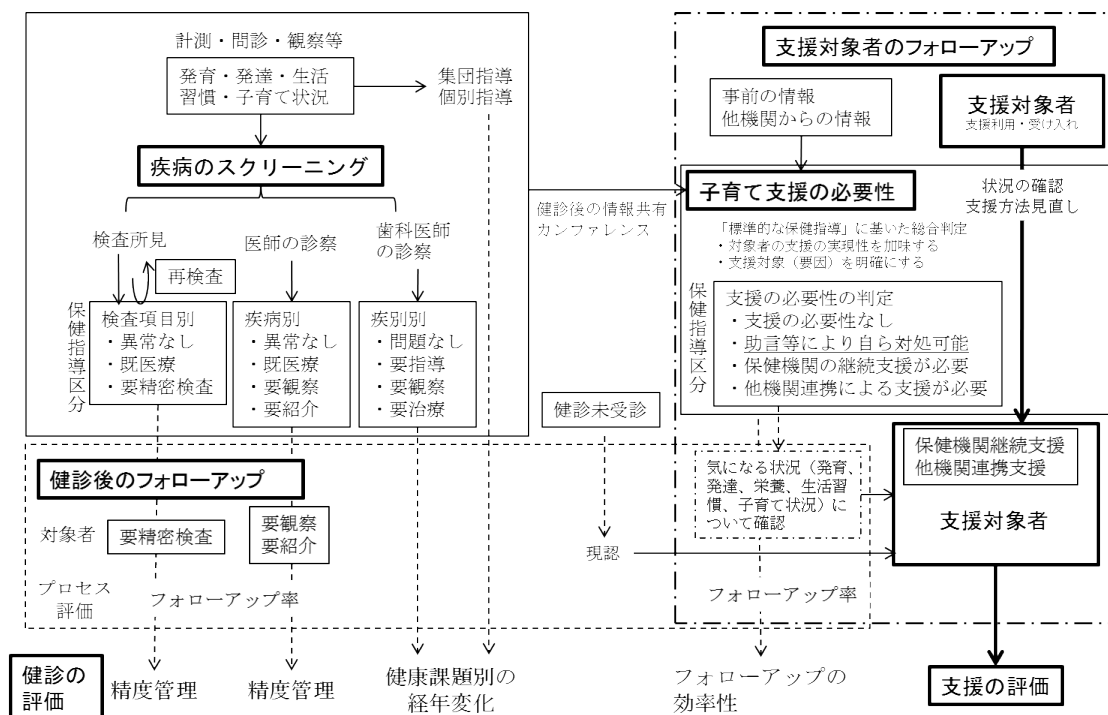 計測・問診・観察等
発育・発達・生活
習慣・子育て状況
集団指導
個別指導
疾病のスクリーニング
検査所見
医師の診察
歯科医師
の診察
再検査
保健指導区分
検査項目別
・異常なし
・既医療
・要精密検査
疾病別
・異常なし
・既医療
・要観察
・要紹介
疾別別
・問題なし
・要指導
・要観察
・要治療
健診後の情報共有
カンファレンス
健診未受診
現認
支援対象者のフォローアップ
事前の情報
他機関からの情報
支援対象者
支援利用・受け入れ
子育て支援の必要性
状況の確認
支援方法見直し
「標準的な保健指導」に基いた総合判定
・対象者の支援の実現性を加味する
・支援対象(要因)を明確にする
保健指導区分
支援の必要性の判定
・支援の必要性なし
・助言等により自ら対処可能
・保健機関の継続支援が必要
・他機関連携による支援が必要
気になる状況(発育、
発達、栄養、生活習
慣、子育て状況)に
ついて確認
保健機関継続支援
他機関連携支援
支援対象者
フォローアップ率
健診後のフォローアップ
対象者
要精密検査
要観察
要紹介
プロセス
評価
フォローアップ率
健診の
評価
精度管理
精度管理
健康課題別の
経年変化
フォローアップの
効率性
支援の評価